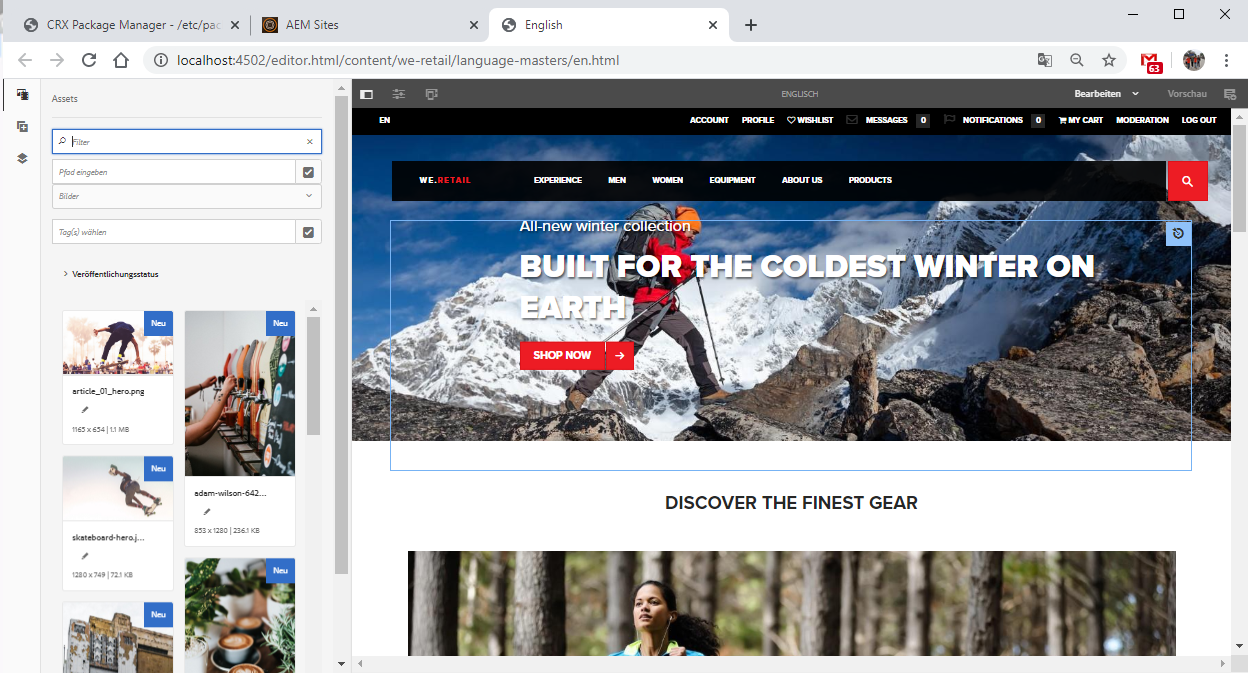 CRX Package Manager - /etc/pac
AEM Sites
English
localhost:4502/editor.html/content/we-retail/language-masters/en.html
63
Assets
Filter
Pfad eingeben
Bilder
Tag(s) wählen
Veröffentlichungsstatus
Neu
article_01_hero.png
1165 x 654 | 1.1 MB
Neu
adam-wilson-642...
853 x 1280 | 236.1 KB
Neu
skateboard-hero.j...
1280 x 749 | 72.1 KB
Neu
Neu
ENGLISCH
Bearbeiten
Vorschau
EN
ACCOUNT PROFILE WISHLIST MESSAGES 0 NOTIFICATIONS 0 MY CART MODERATION LOG OUT
WE.RETAIL EXPERIENCE MEN WOMEN EQUIPMENT ABOUT US PRODUCTS
All-new winter collection
BUILT FOR THE COLDEST WINTER ON
EARTH
SHOP NOW
DISCOVER THE FINEST GEAR